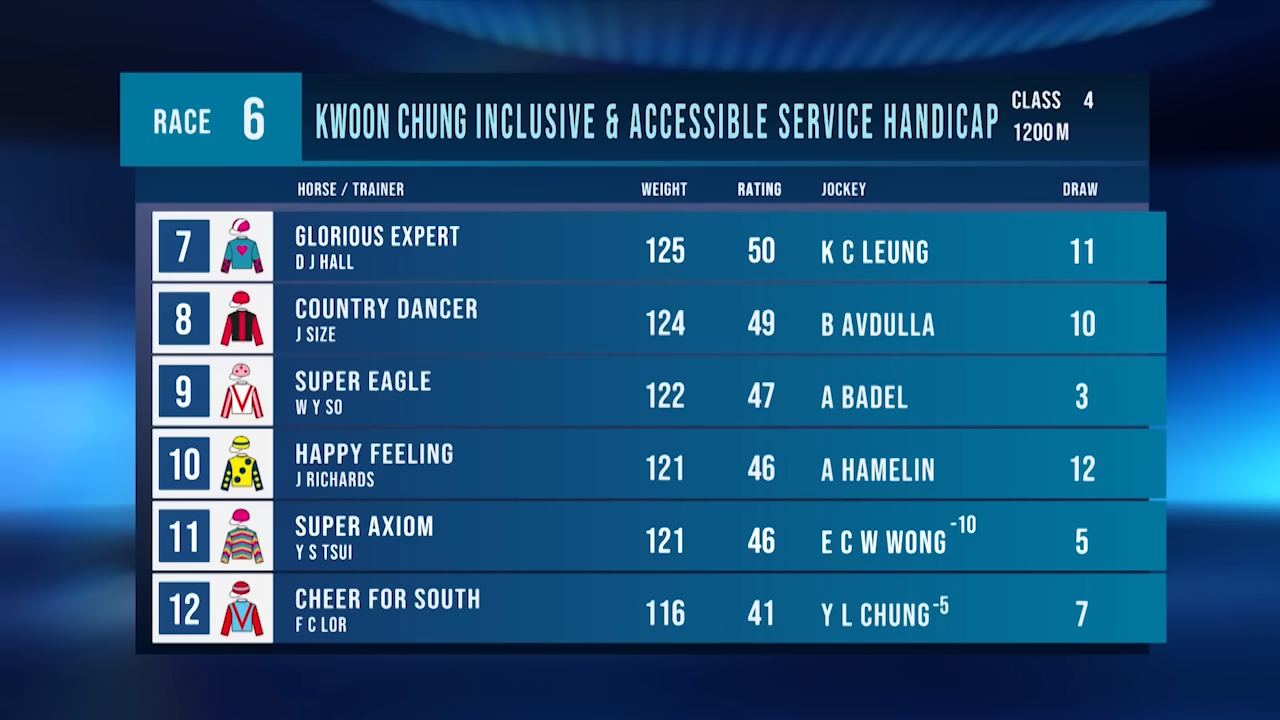 RACE 6 KWOON CHUNG INCLUSIVE & ACCESSIBLE SERVICE HANDICAP CLASS 4
1200 M
HORSE / TRAINER WEIGHT RATING JOCKEY DRAW
7 GLORIOUS EXPERT 125 50 K C LEUNG 11
D J HALL
8 COUNTRY DANCER 124 49 B AVDULLA 10
J SIZE
9 SUPER EAGLE 122 47 A BADEL 3
W Y SO
10 HAPPY FEELING 121 46 A HAMELIN 12
J RICHARDS
11 SUPER AXIOM 121 46 E C W WONG -10 5
Y S TSUI
12 CHEER FOR SOUTH 116 41 Y L CHUNG -5 7
F C LOR